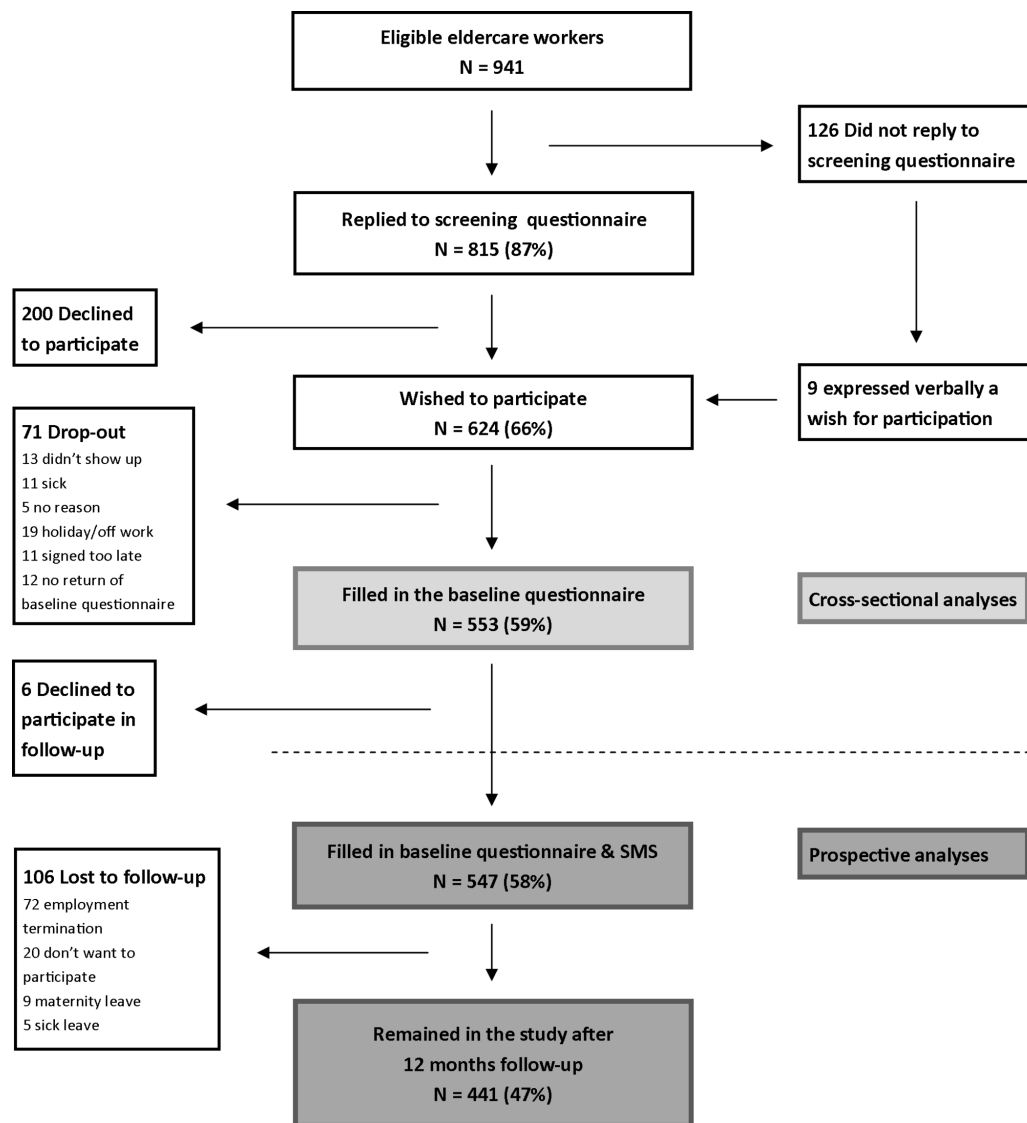 Eligible eldercare workers
N = 941
126 Did not reply to
screening questionnaire
Replied to screening questionnaire
N = 815 (87%)
200 Declined
to participate
Wished to participate
N = 624 (66%)
9 expressed verbally a
wish for participation
71 Drop-out
13 didn't show up
11 sick
5 no reason
19 holiday/off work
11 signed too late
12 no return of
baseline questionnaire
Filled in the baseline questionnaire
N = 553 (59%)
Cross-sectional analyses
6 Declined to
participate in
follow-up
Filled in baseline questionnaire & SMS
N = 547 (58%)
Prospective analyses
106 Lost to follow-up
72 employment
termination
20 don't want to
participate
9 maternity leave
5 sick leave
Remained in the study after
12 months follow-up
N = 441 (47%)